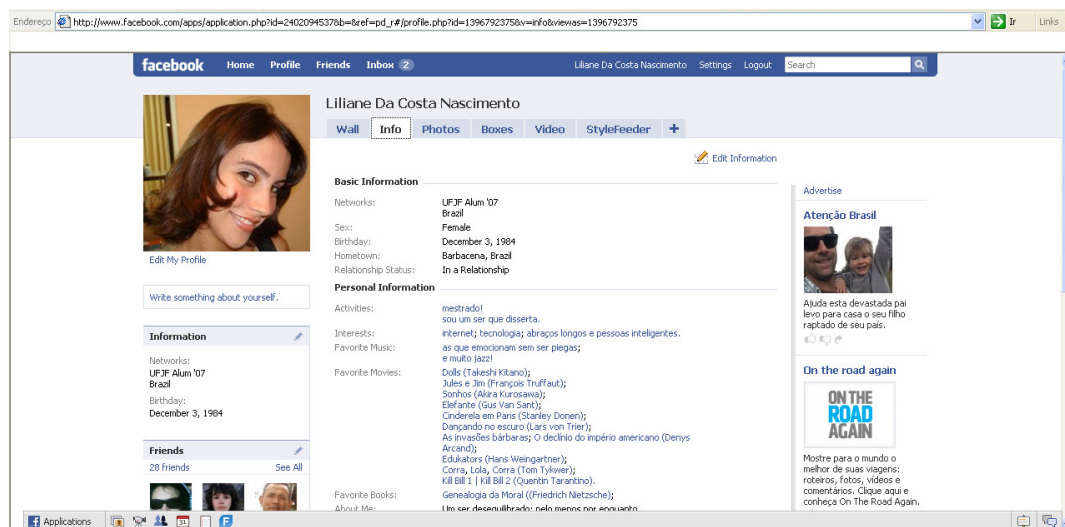 Endereço http://www.facebook.com/apps/application.php?id=2402094537&b=&ref=pd_r#/profile.php?id=1396792375&v=info&viewas=1396792375 Ir Links
facebook Home Profile Friends Inbox 2 Liliane Da Costa Nascimento Settings Logout Search
Liliane Da Costa Nascimento
Wall Info Photos Boxes Video StyleFeeder +
Edit Information
Edit My Profile
Write something about yourself.
Information
Networks:
UFJF Alum '07
Brazil
Birthday:
December 3, 1984
Friends
28 friends See All
Basic Information
Networks: UFJF Alum '07
Brazil
Sex: Female
Birthday: December 3, 1984
Hometown: Barbacena, Brazil
Relationship Status: In a Relationship
Personal Information
Activities: mestrado!
sou um ser que disserta.
Interests: internet; tecnologia; abraços longos e pessoas inteligentes.
Favorite Music: as que emocionam sem ser piegas;
e muito jazz!
Favorite Movies: Dolls (Takeshi Kitano);
Jules e Jim (François Truffaut);
Sonhos (Akira Kurosawa);
Elefante (Gus Van Sant);
Cinderela em Paris (Stanley Donen);
Dançando no escuro (Lars von Trier);
As invasões bárbaras; O declínio do império americano (Denys
Arcand);
Edukators (Hans Weingartner);
Corra, Lola, Corra (Tom Tykwer);
Kill Bill 1 | Kill Bill 2 (Quentin Tarantino).
Favorite Books: Genealogia da Moral ((Friedrich Nietzsche);
About Me: Um ser desequilibrado: pelo menos por enquanto
Advertise
Atenção Brasil
Ajuda esta devastada pai
levo para casa o seu filho
raptado de seu país.
On the road again
ON THE
ROAD
AGAIN
Mostre para o mundo o
melhor de suas viagens:
roteiros, fotos, vídeos e
comentários. Clique aqui e
conheça On The Road Again.
Applications